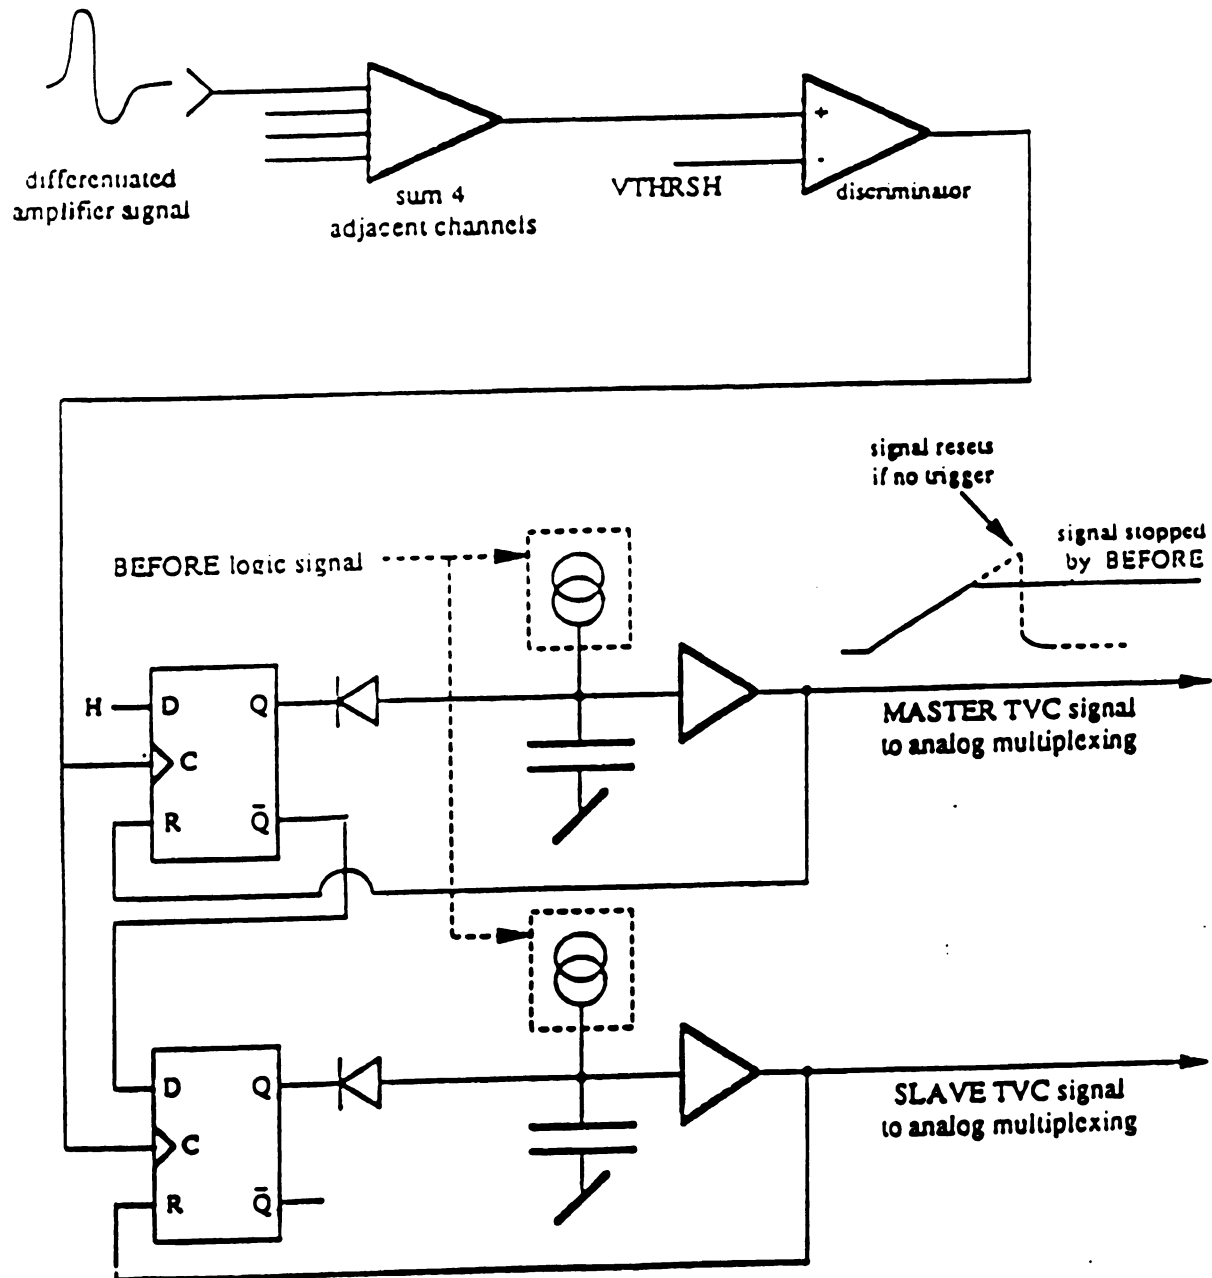 differentiated
amplifier signal
sum 4
adjacent channels
VTHRSH
+
-
discriminator
signal resets
if no trigger
signal stopped
by BEFORE
BEFORE logic signal
H
D
Q
C
R
Q̅
MASTER TVC signal
to analog multiplexing
D
Q
C
R
Q̅
SLAVE TVC signal
to analog multiplexing